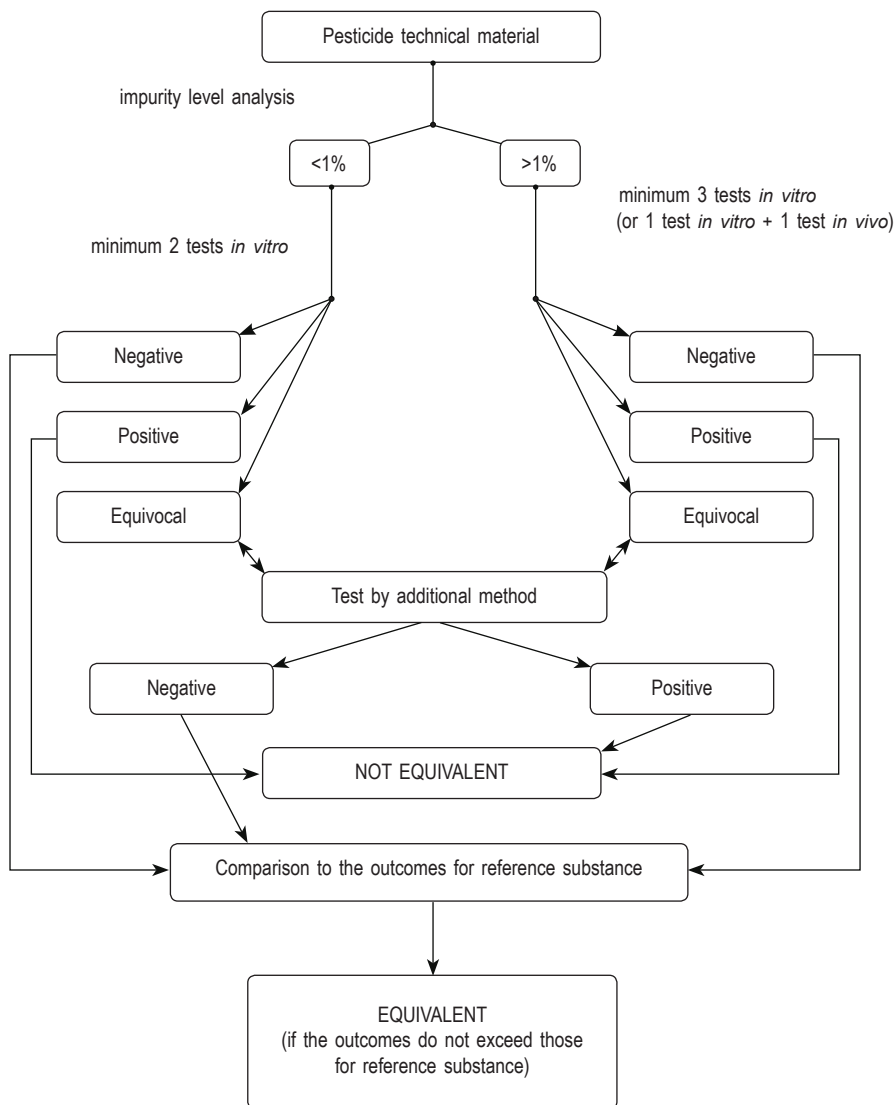 Pesticide technical material
impurity level analysis
<1%
>1%
minimum 3 tests in vitro
(or 1 test in vitro + 1 test in vivo)
minimum 2 tests in vitro
Negative
Negative
Positive
Positive
Equivocal
Equivocal
Test by additional method
Negative
Positive
NOT EQUIVALENT
Comparison to the outcomes for reference substance
EQUIVALENT
(if the outcomes do not exceed those
for reference substance)